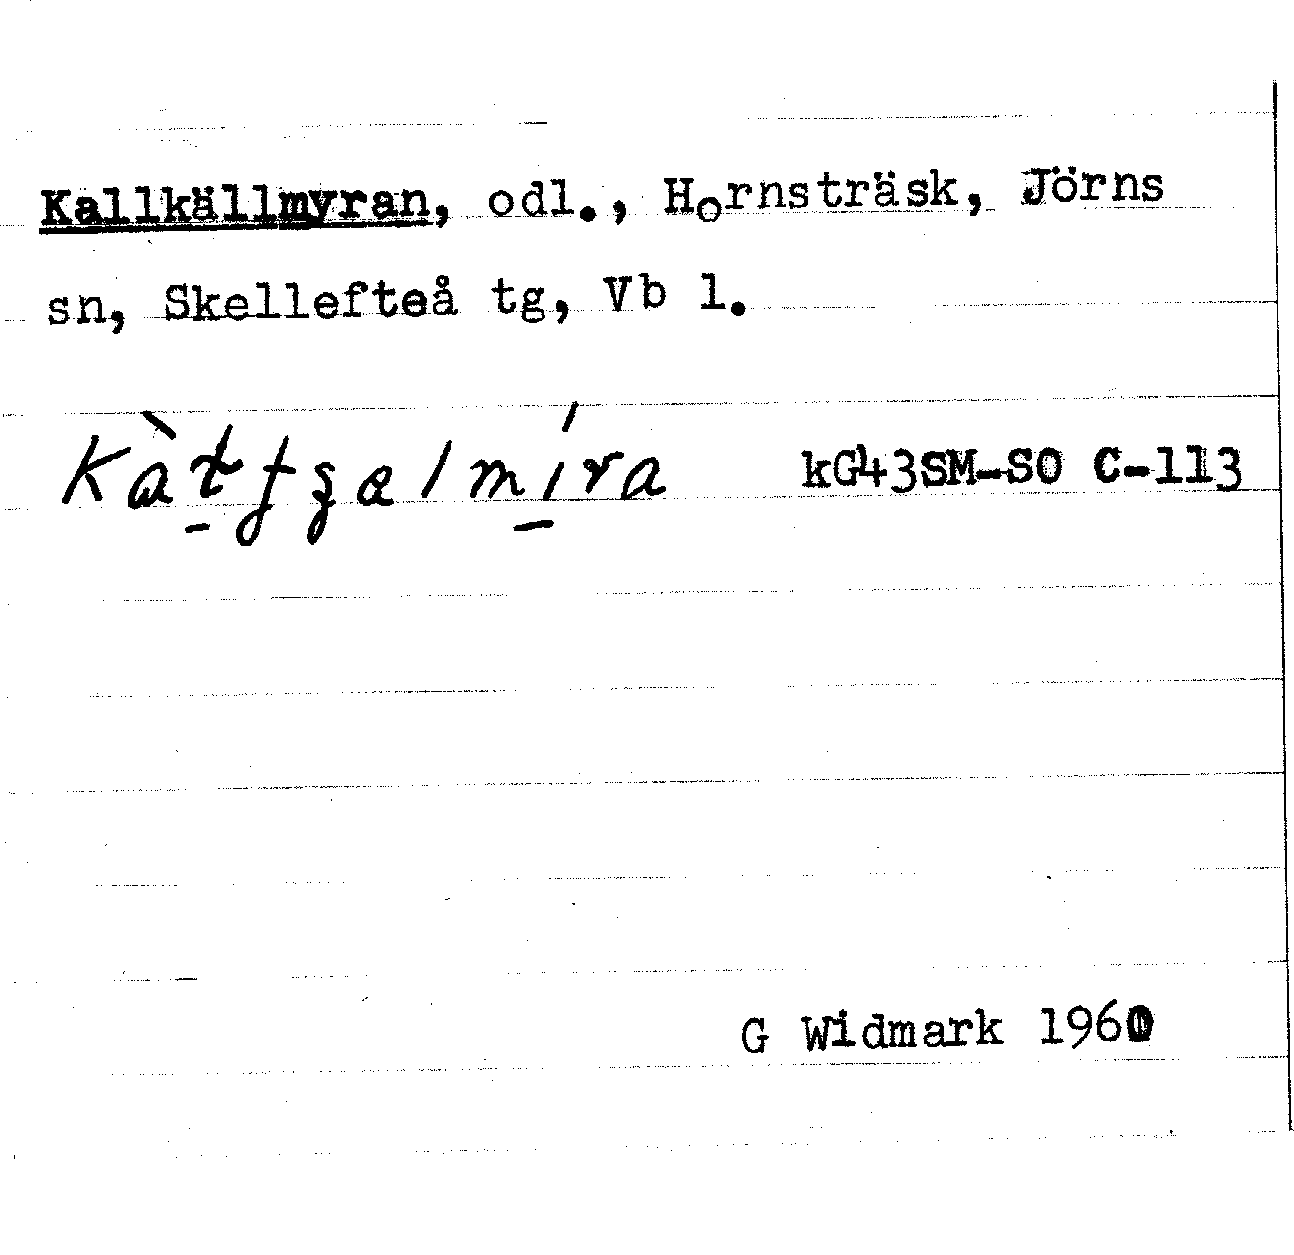 Kallkällmyran, odl., Hornsträsk, Jörns
sn, Skellefteå tg, Vb l.
kG43SM-SO C-113
G Widmark 1960